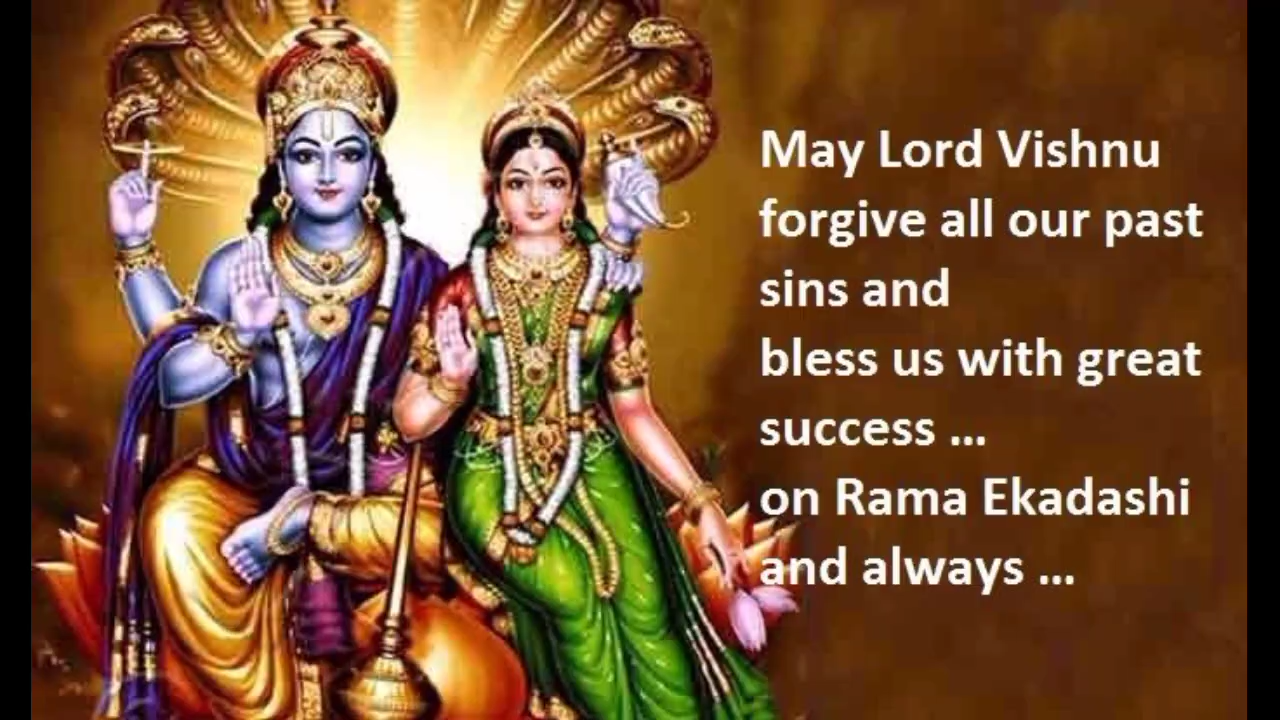 May Lord Vishnu
forgive all our past
sins and
bless us with great
success ...
on Rama Ekadashi
and always ...